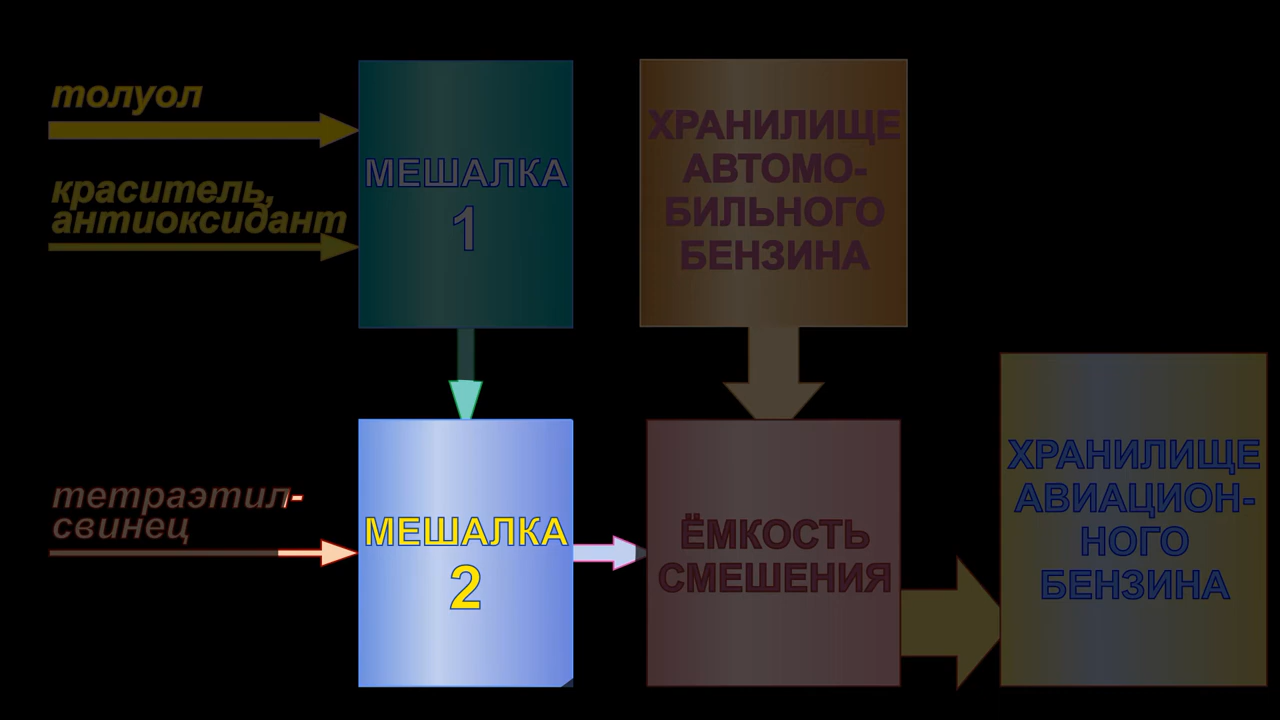 толуол
краситель,
антиоксидант
МЕШАЛКА
1
ХРАНИЛИЩЕ
АВТОМО-
БИЛЬНОГО
БЕНЗИНА
тетраэтил-
свинец
МЕШАЛКА
2
ЁМКОСТЬ
СМЕШЕНИЯ
ХРАНИЛИЩЕ
АВИАЦИОН-
НОГО
БЕНЗИНА